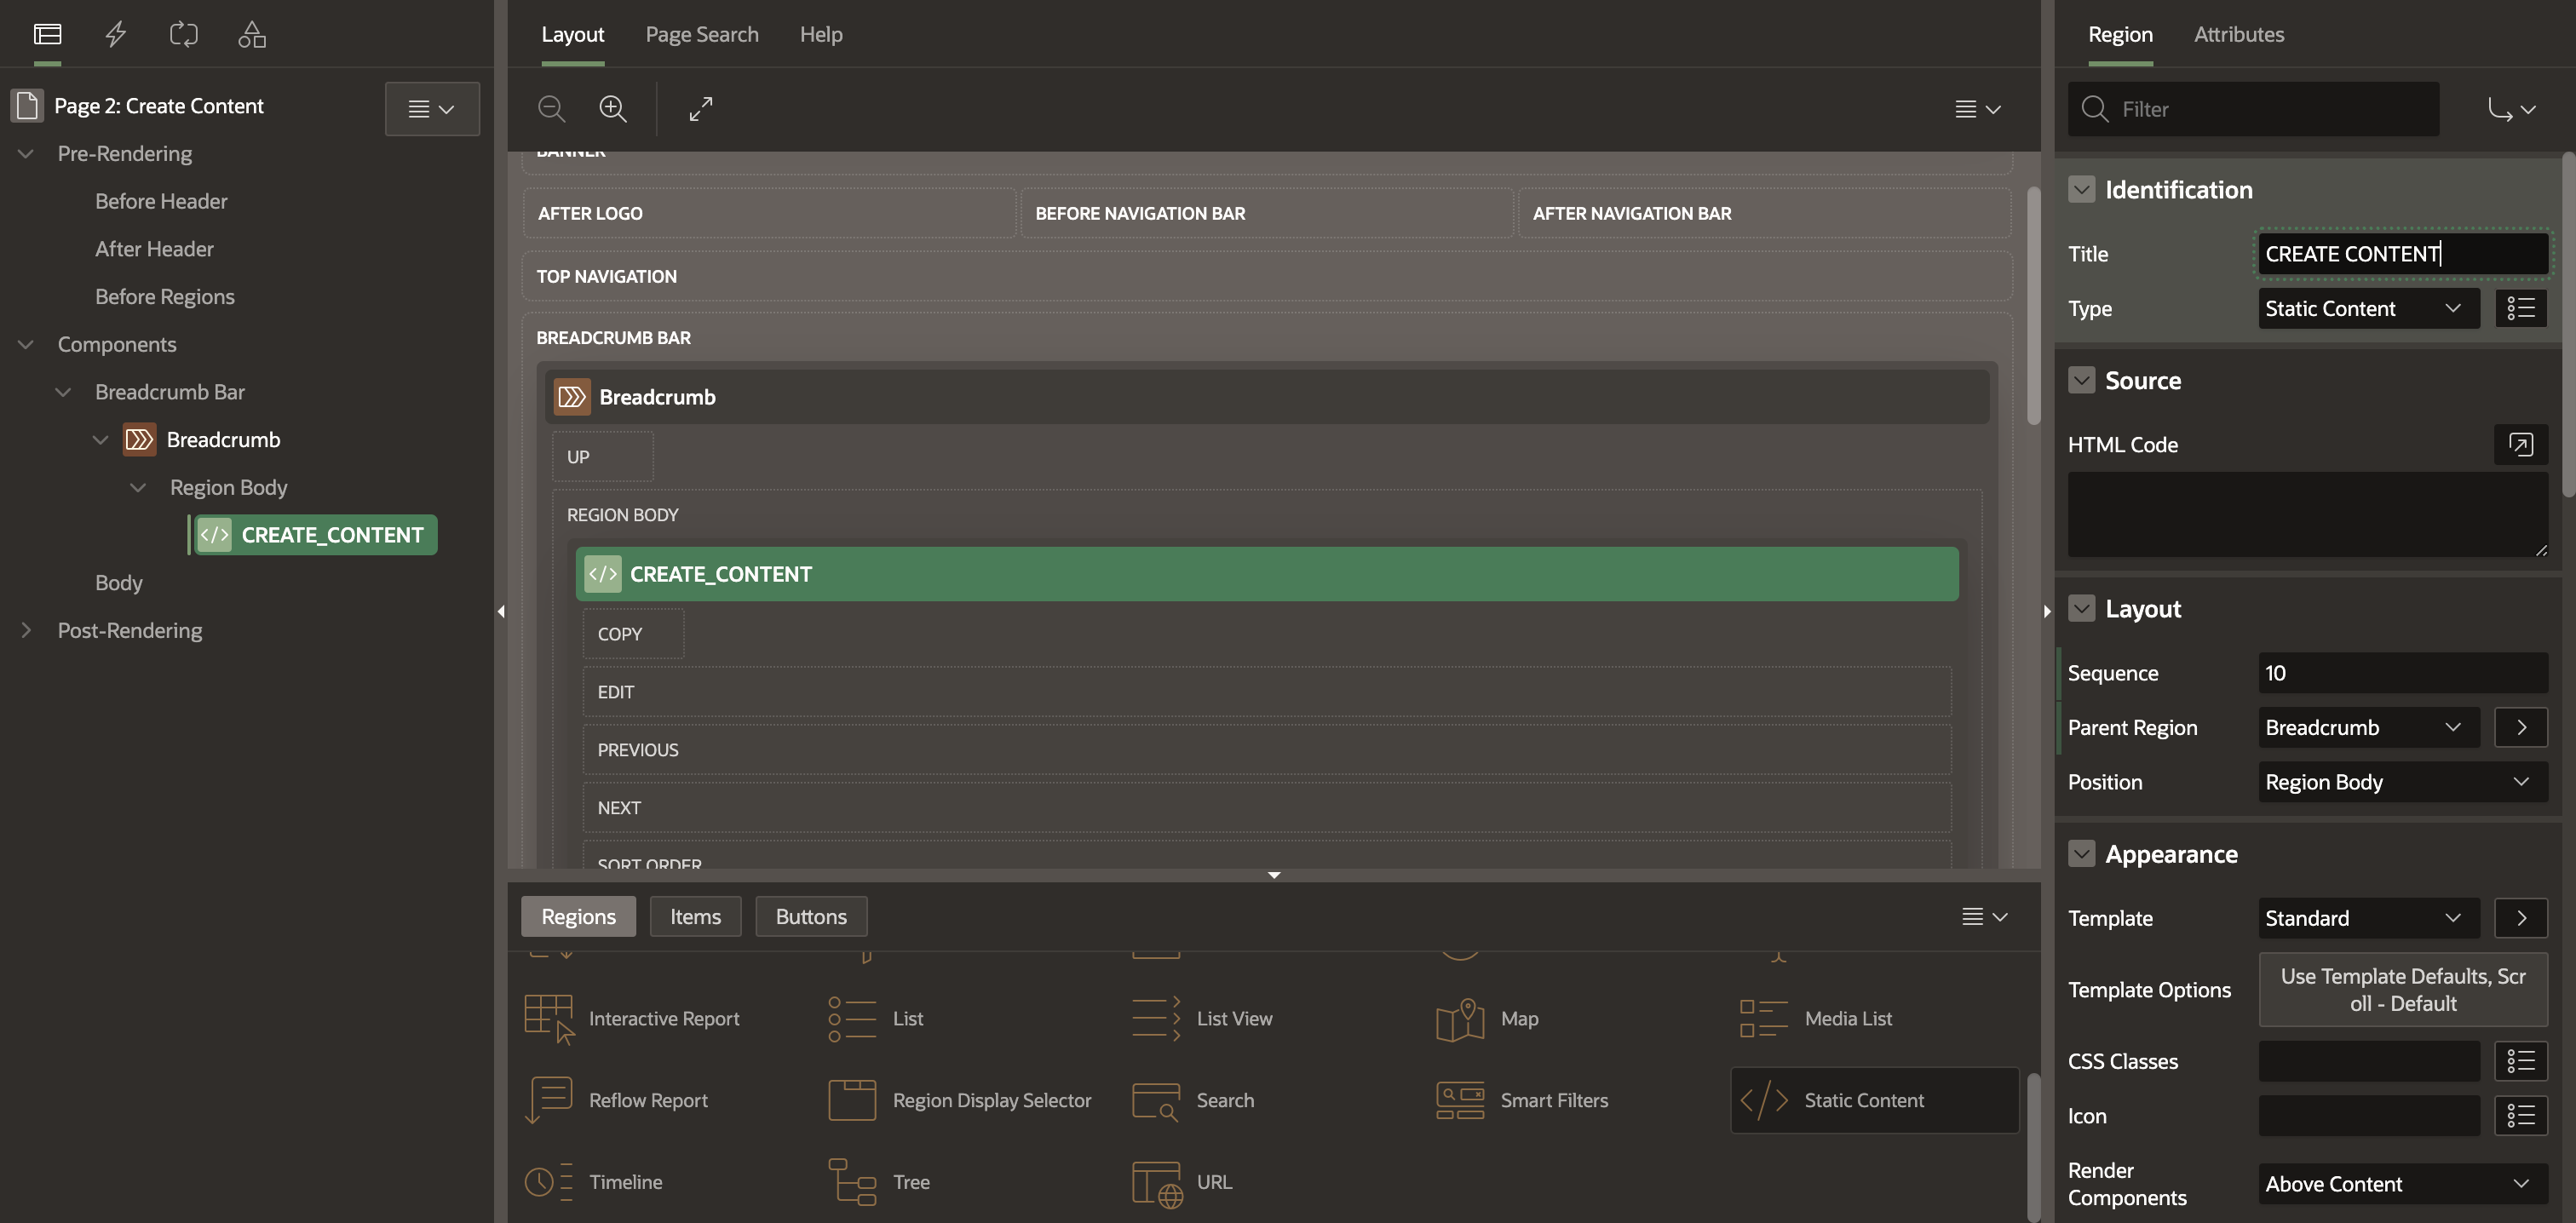 Page 2: Create Content
Pre-Rendering
Before Header
After Header
Before Regions
Components
Breadcrumb Bar
Breadcrumb
Region Body
CREATE_CONTENT
Body
Post-Rendering
Layout Page Search Help
BANNER
AFTER LOGO BEFORE NAVIGATION BAR AFTER NAVIGATION BAR
TOP NAVIGATION
BREADCRUMB BAR
Breadcrumb
UP
REGION BODY
CREATE_CONTENT
COPY
EDIT
PREVIOUS
NEXT
SORT ORDER
Regions Items Buttons
Interactive Report List List View Map Media List
Reflow Report Region Display Selector Search Smart Filters Static Content
Timeline Tree URL
Region Attributes
Filter
Identification
Title CREATE CONTENT
Type Static Content
Source
HTML Code
Layout
Sequence 10
Parent Region Breadcrumb
Position Region Body
Appearance
Template Standard
Template Options Use Template Defaults, Scr
oll - Default
CSS Classes
Icon
Render
Components Above Content